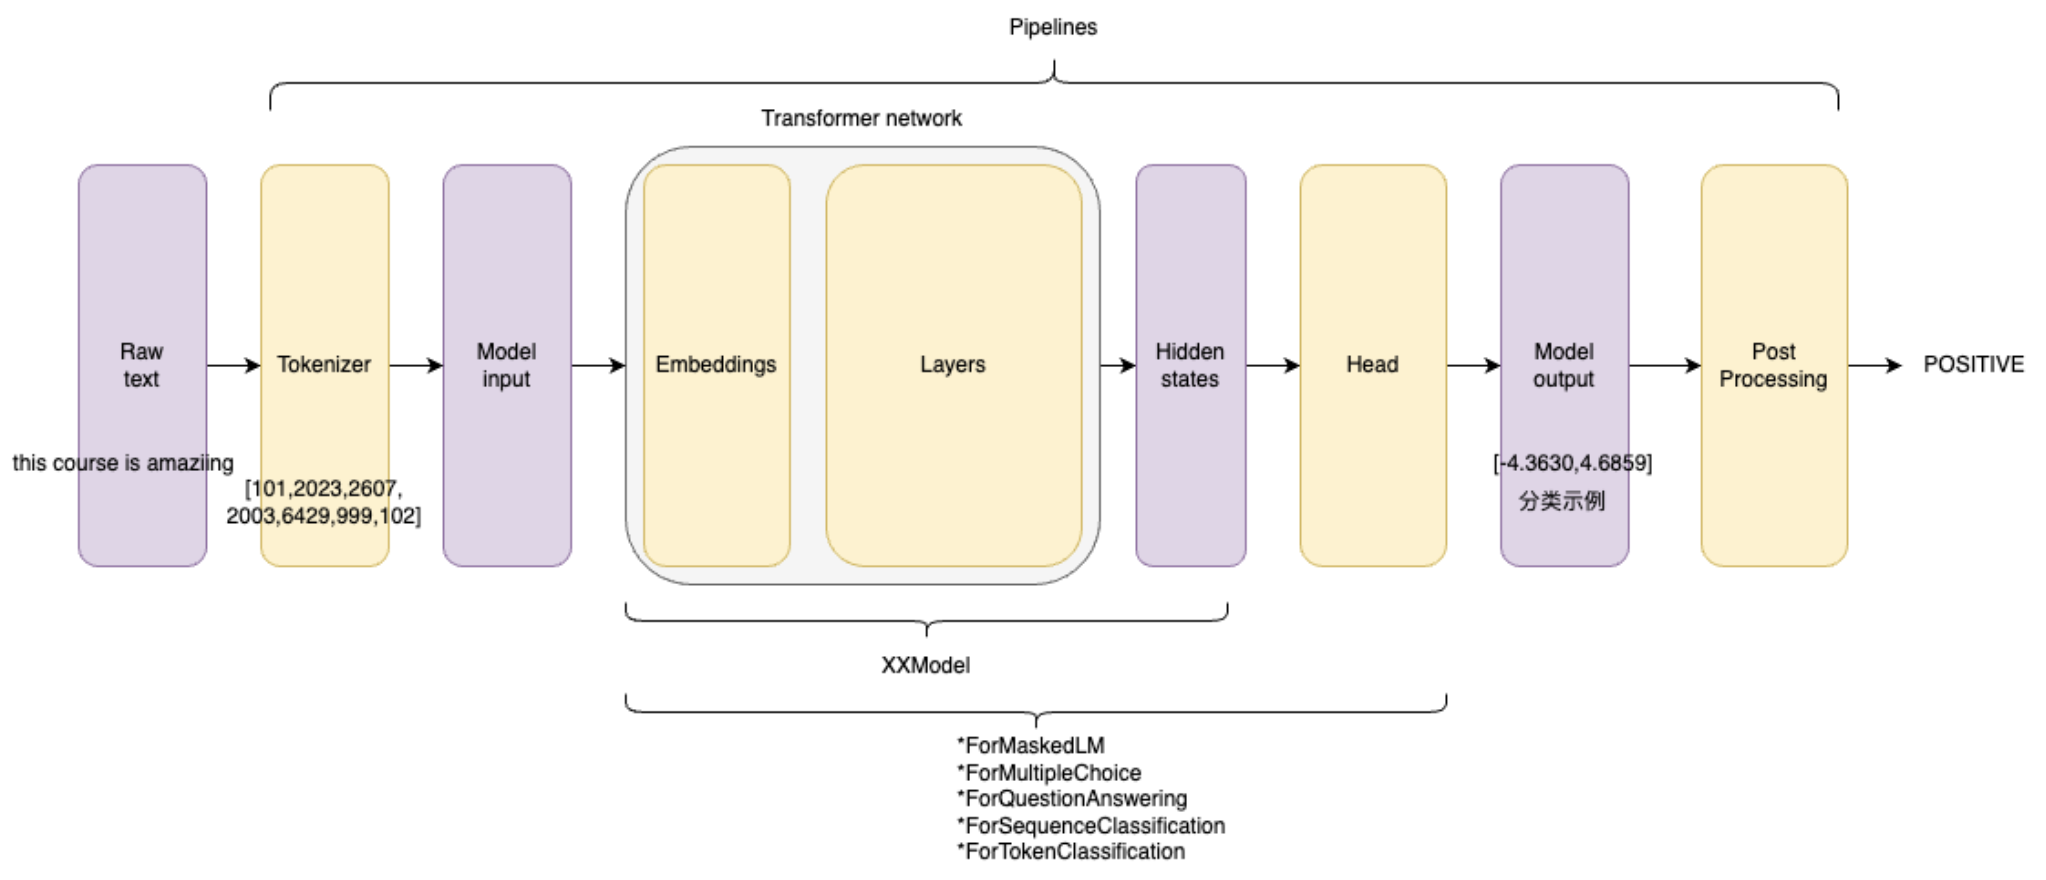 Pipelines
Transformer network
Raw
text
Tokenizer
Model
input
Embeddings
Layers
Hidden
states
Head
Model
output
Post
Processing
POSITIVE
this course is amaziing
[101,2023,2607,
2003,6429,999,102]
[-4.3630,4.6859]
分类示例
XXModel
*ForMaskedLM
*ForMultipleChoice
*ForQuestionAnswering
*ForSequenceClassification
*ForTokenClassification